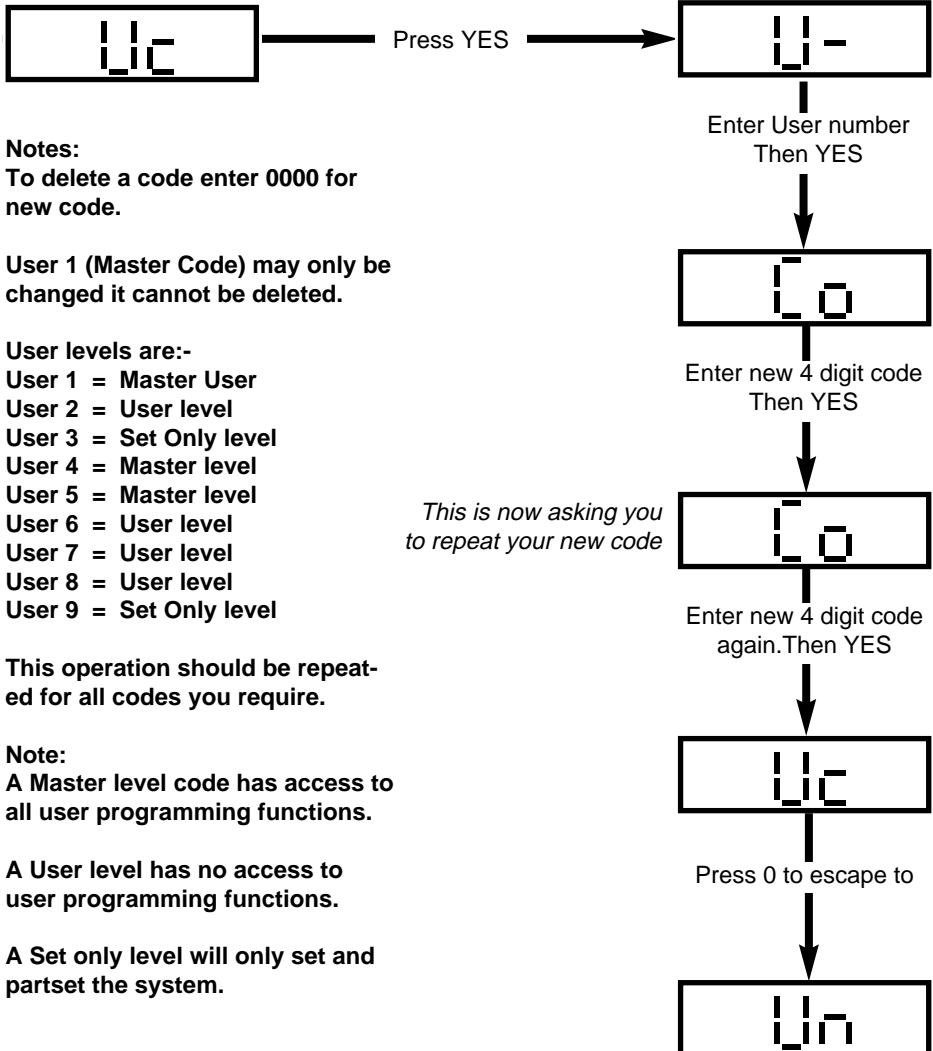 Uc
Press YES
U-
Enter User number
Then YES
Notes:
To delete a code enter 0000 for
new code.
User 1 (Master Code) may only be
changed it cannot be deleted.
Co
User levels are:-
User 1 = Master User
User 2 = User level
User 3 = Set Only level
User 4 = Master level
User 5 = Master level
User 6 = User level
User 7 = User level
User 8 = User level
User 9 = Set Only level
Enter new 4 digit code
Then YES
This is now asking you
to repeat your new code
Co
Enter new 4 digit code
again.Then YES
This operation should be repeat-
ed for all codes you require.
Note:
A Master level code has access to
all user programming functions.
Uc
A User level has no access to
user programming functions.
Press 0 to escape to
A Set only level will only set and
partset the system.
Un